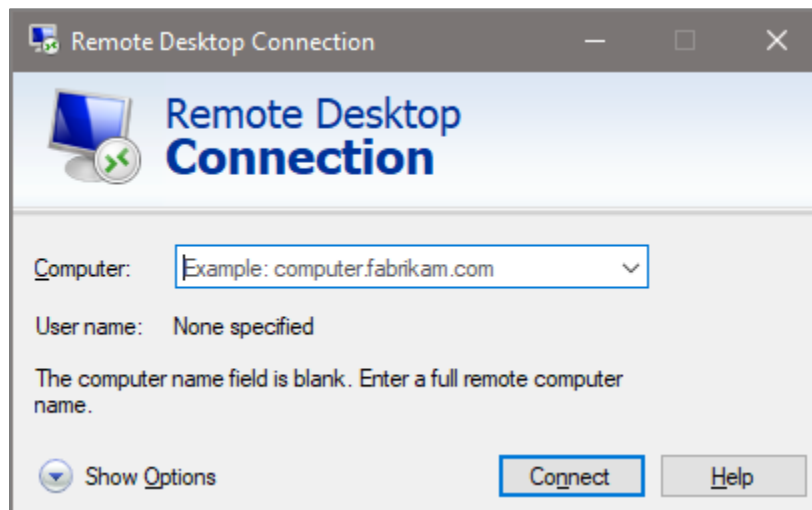 Remote Desktop Connection
Remote Desktop
Connection
Computer: Example: computer.fabrikam.com
User name: None specified
The computer name field is blank. Enter a full remote computer
name.
Show Options Connect Help